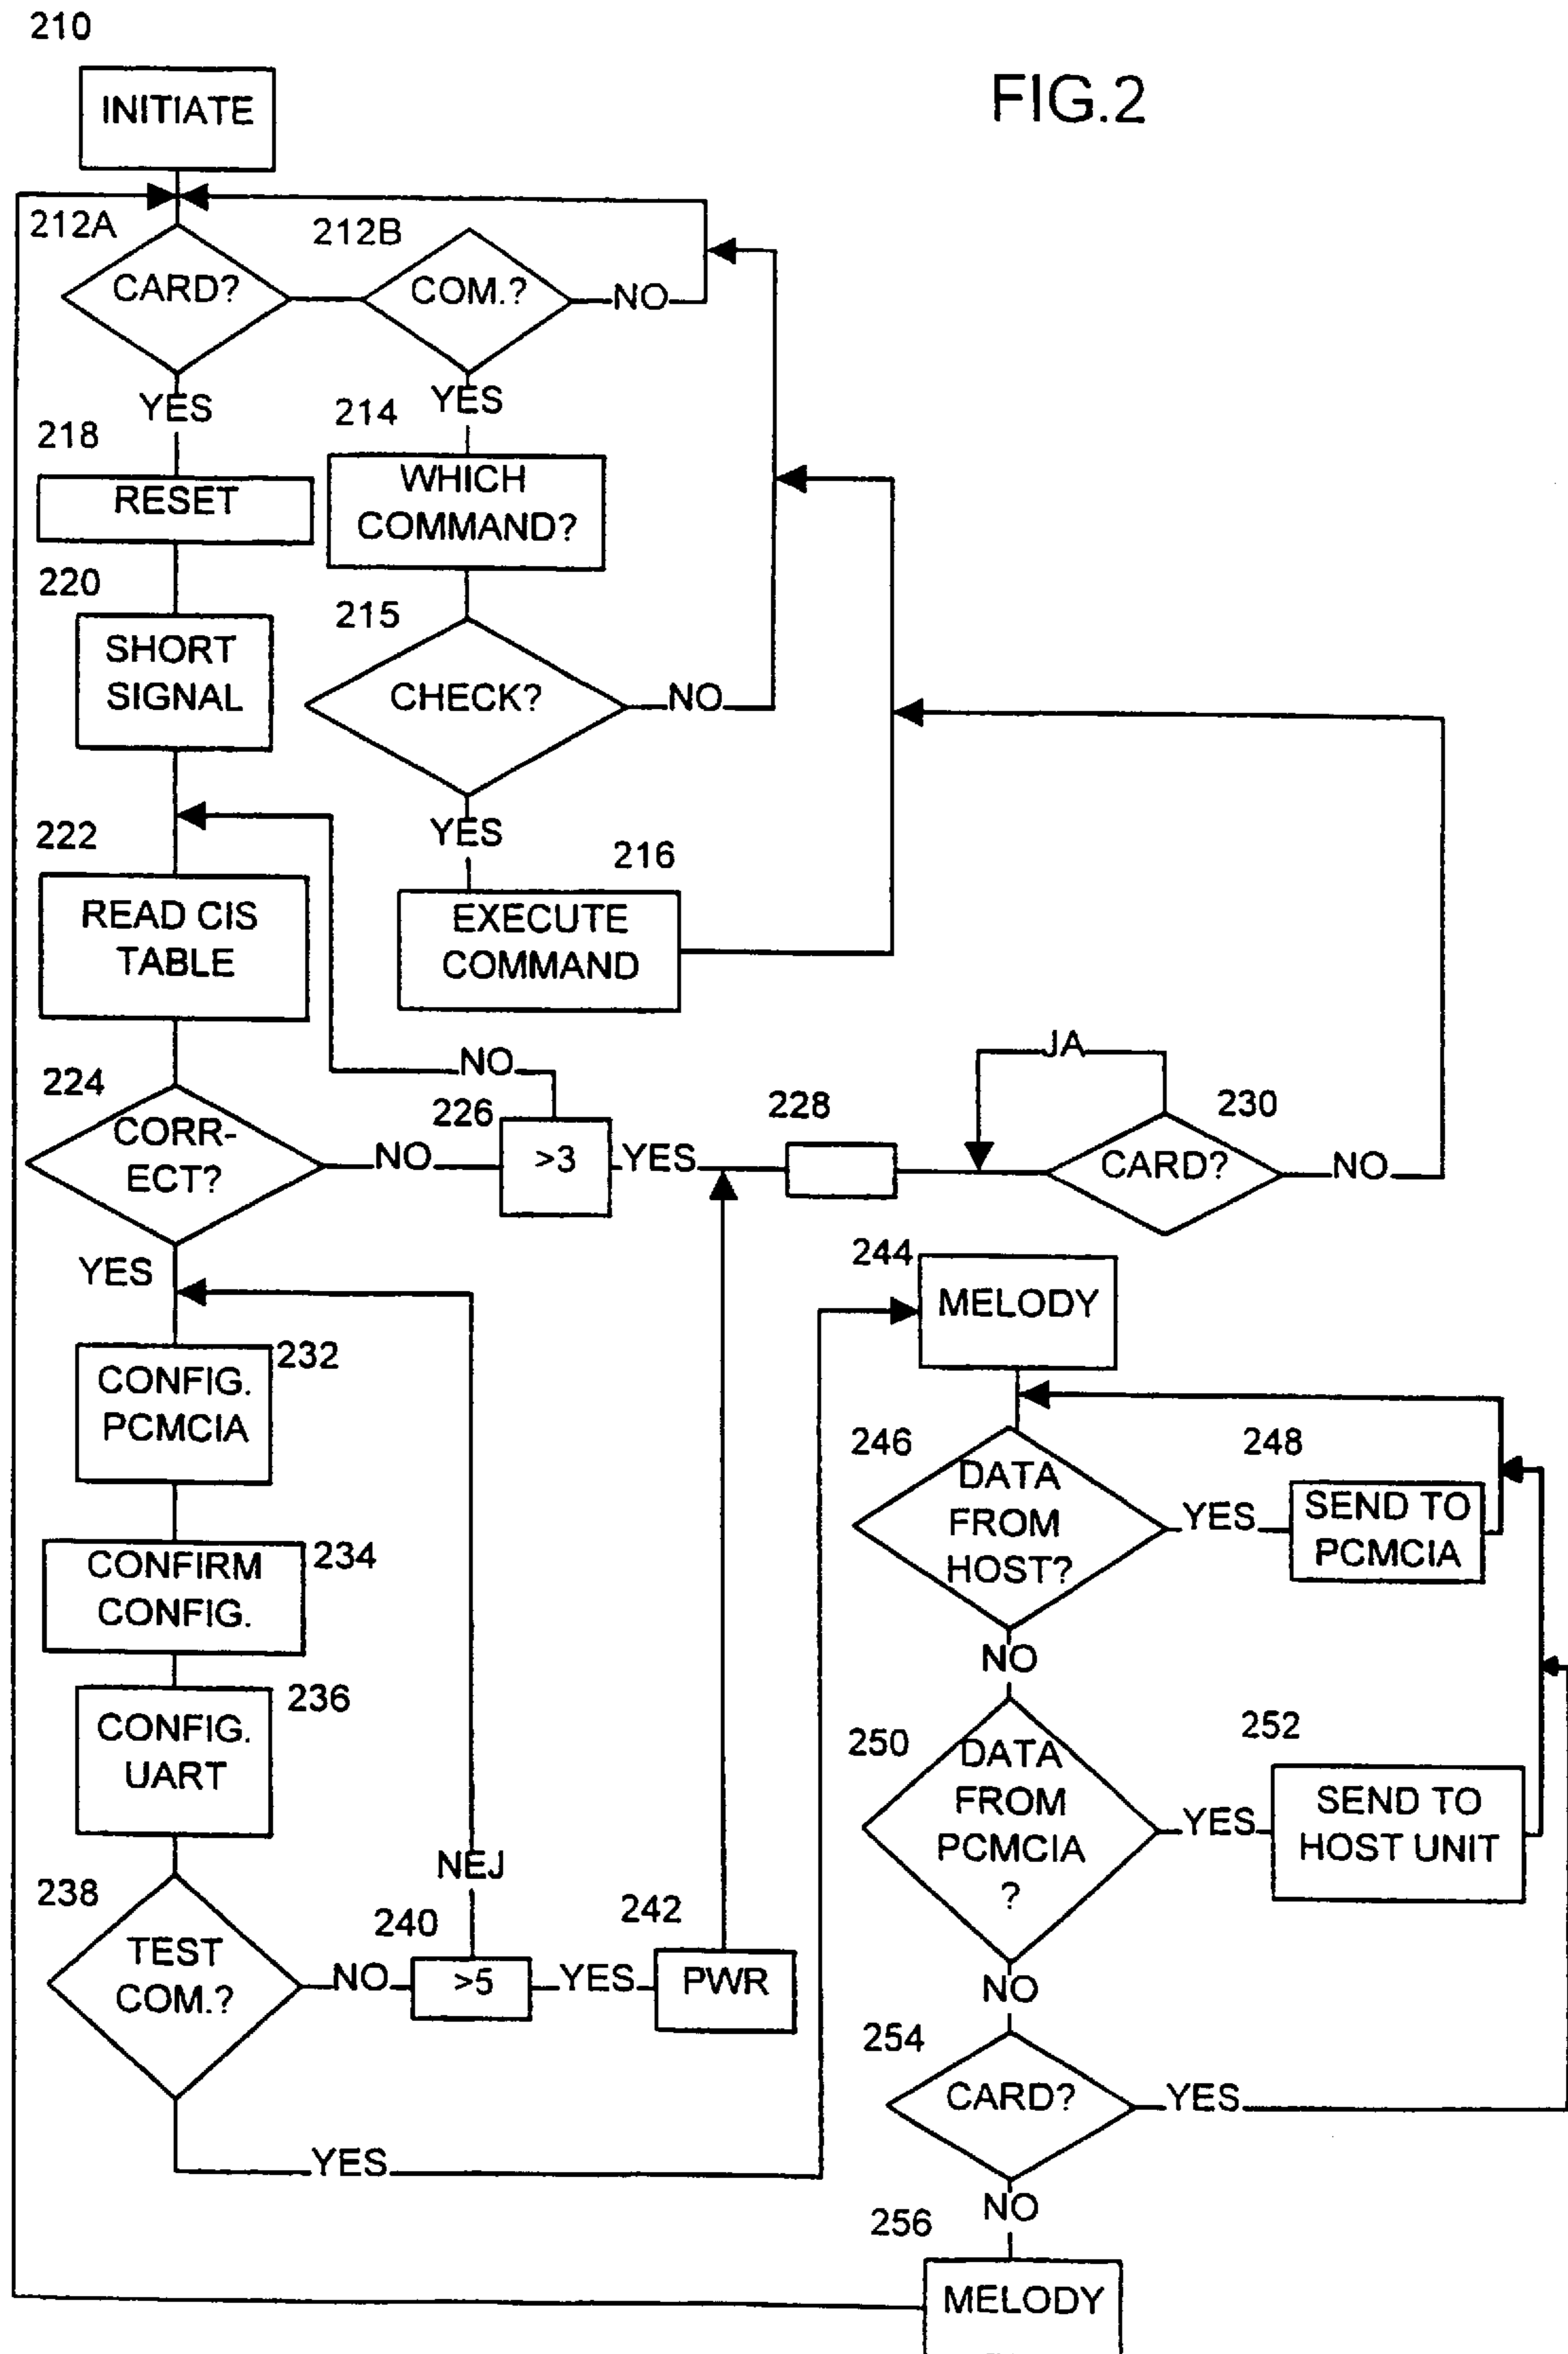 210
INITIATE
FIG.2
212A
CARD?
212B
COM.?
NO
YES
YES
218
RESET
214
WHICH
COMMAND?
220
SHORT
SIGNAL
215
CHECK?
NO
YES
222
READ CIS
TABLE
216
EXECUTE
COMMAND
224
CORR-
ECT?
NO
NO
226
>3
YES
228
JA
230
CARD?
NO
YES
232
CONFIG.
PCMCIA
234
CONFIRM
CONFIG.
236
CONFIG.
UART
238
TEST
COM.?
NO
NEJ
240
>5
YES
242
PWR
YES
244
MELODY
246
DATA
FROM
HOST?
YES
248
SEND TO
PCMCIA
NO
250
DATA
FROM
PCMCIA
?
YES
252
SEND TO
HOST UNIT
NO
254
CARD?
YES
NO
256
MELODY